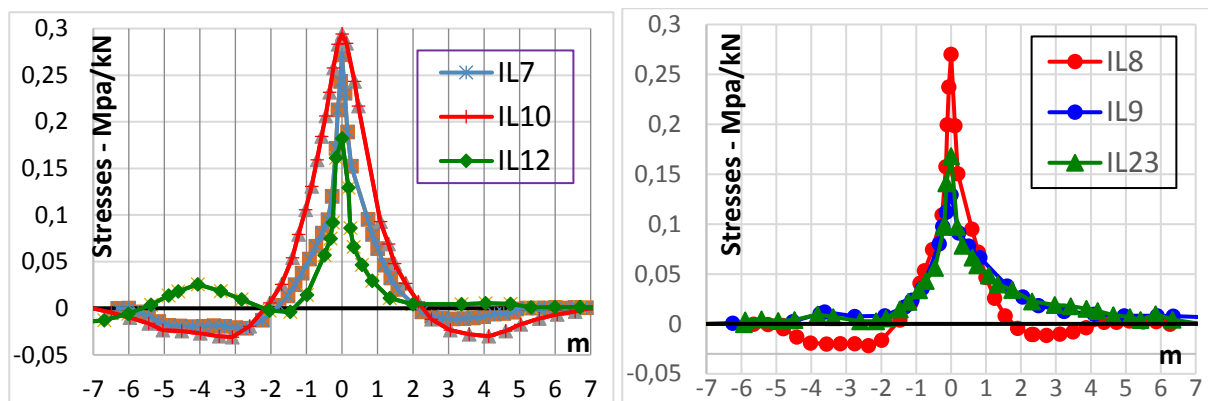 0,3
0,25
0,2
0,15
0,1
0,05
0
-0,05
Stresses - Mpa/kN
IL7
IL10
IL12
m
-7 -6 -5 -4 -3 -2 -1 0 1 2 3 4 5 6 7
0,3
0,25
0,2
0,15
0,1
0,05
0
-0,05
Stresses - Mpa/kN
IL8
IL9
IL23
m
-7 -6 -5 -4 -3 -2 -1 0 1 2 3 4 5 6 7